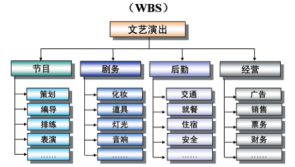 （WBS）
文艺演出
节目 剧务 后勤 经营
策划 化妆 交通 广告
编导 道具 就餐 销售
排练 灯光 住宿 票务
表演 音响 安全 财务
...... ...... ...... ......